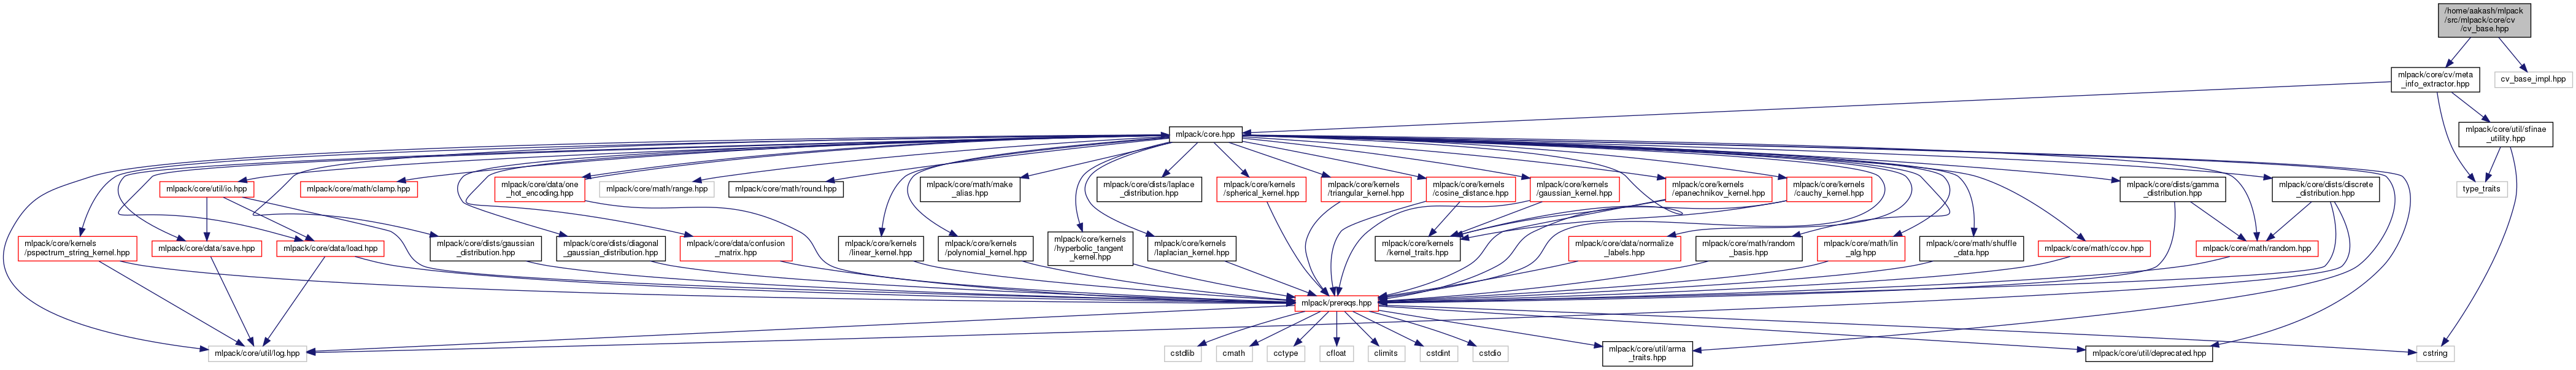 /home/aakash/mlpack
/src/mlpack/core/cv
/cv_base.hpp
mlpack/core/cv/meta
_info_extractor.hpp
cv_base_impl.hpp
mlpack/core.hpp
mlpack/core/util/sfinae
_utility.hpp
mlpack/core/util/io.hpp
mlpack/core/math/clamp.hpp
mlpack/core/data/one
_hot_encoding.hpp
mlpack/core/math/range.hpp
mlpack/core/math/round.hpp
mlpack/core/math/make
_alias.hpp
mlpack/core/dists/laplace
_distribution.hpp
mlpack/core/kernels
/spherical_kernel.hpp
mlpack/core/kernels
/triangular_kernel.hpp
mlpack/core/kernels
/cosine_distance.hpp
mlpack/core/kernels
/gaussian_kernel.hpp
mlpack/core/kernels
/epanechnikov_kernel.hpp
mlpack/core/kernels
/cauchy_kernel.hpp
mlpack/core/dists/gamma
_distribution.hpp
mlpack/core/dists/discrete
_distribution.hpp
type_traits
mlpack/core/kernels
/pspectrum_string_kernel.hpp
mlpack/core/data/save.hpp
mlpack/core/data/load.hpp
mlpack/core/dists/gaussian
_distribution.hpp
mlpack/core/dists/diagonal
_gaussian_distribution.hpp
mlpack/core/data/confusion
_matrix.hpp
mlpack/core/kernels
/linear_kernel.hpp
mlpack/core/kernels
/polynomial_kernel.hpp
mlpack/core/kernels
/hyperbolic_tangent
_kernel.hpp
mlpack/core/kernels
/laplacian_kernel.hpp
mlpack/core/kernels
/kernel_traits.hpp
mlpack/core/data/normalize
_labels.hpp
mlpack/core/math/random
_basis.hpp
mlpack/core/math/lin
_alg.hpp
mlpack/core/math/shuffle
_data.hpp
mlpack/core/math/ccov.hpp
mlpack/core/math/random.hpp
mlpack/prereqs.hpp
mlpack/core/util/log.hpp
cstdlib
cmath
cctype
cfloat
climits
cstdint
cstdio
mlpack/core/util/arma
_traits.hpp
mlpack/core/util/deprecated.hpp
cstring